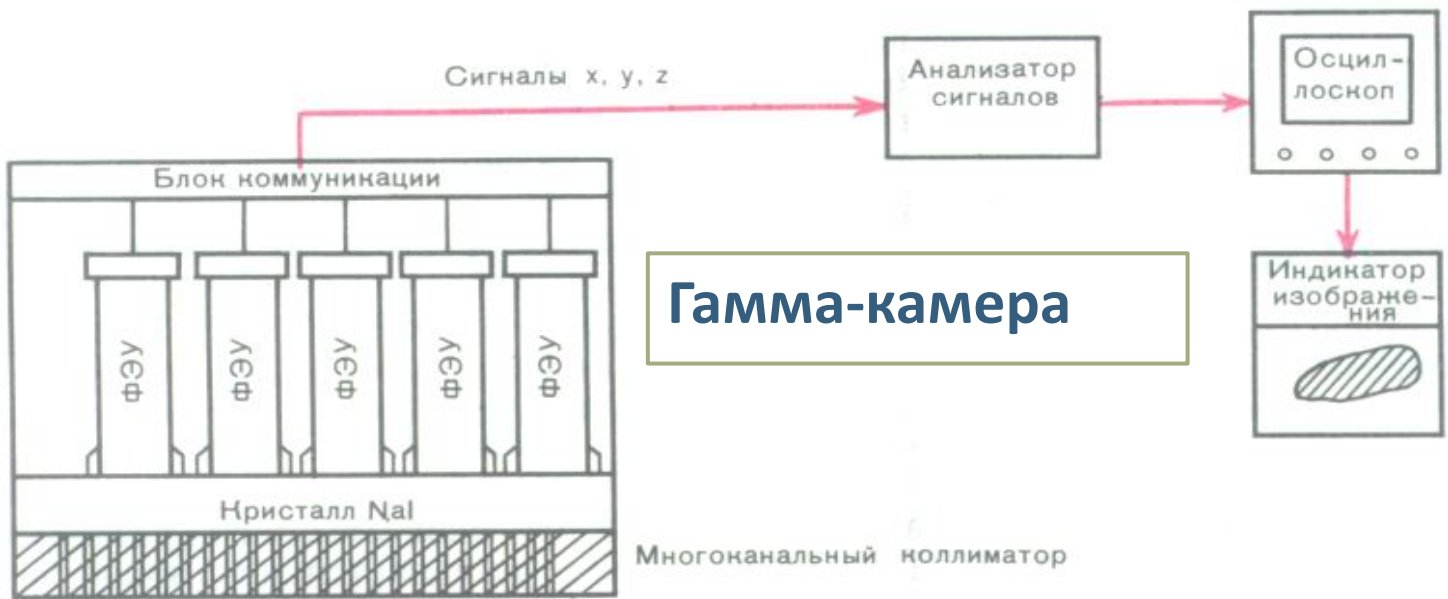 Сигналы x, y, z
Анализатор
сигналов
Осцил-
лоскоп
Блок коммуникации
Гамма-камера
Индикатор
изображе-
ния
ФЭУ
ФЭУ
ФЭУ
ФЭУ
ФЭУ
Кристалл NaI
Многоканальный коллиматор